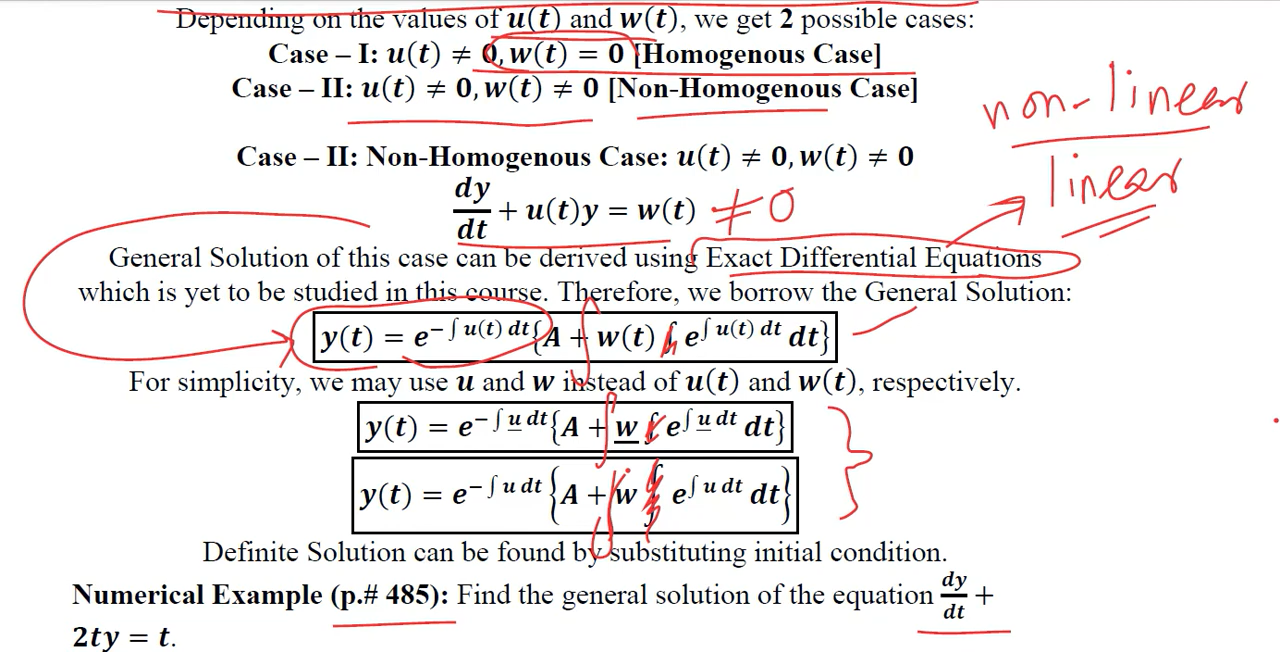 Depending on the values of u(t) and w(t), we get 2 possible cases:
Case – I: u(t) ≠ 0, w(t) = 0 [Homogenous Case]
Case – II: u(t) ≠ 0, w(t) ≠ 0 [Non-Homogenous Case]
non-linear
linear
Case – II: Non-Homogenous Case: u(t) ≠ 0, w(t) ≠ 0
dy/dt + u(t)y = w(t) ≠ 0
General Solution of this case can be derived using Exact Differential Equations
which is yet to be studied in this course. Therefore, we borrow the General Solution:
y(t) = e^{−∫ u(t) dt}{A + ∫ w(t) ∫ e^{∫ u(t) dt} dt}
For simplicity, we may use u and w instead of u(t) and w(t), respectively.
y(t) = e^{−∫ u dt}{A + ∫ w ∫ e^{∫ u dt} dt}
y(t) = e^{−∫ u dt}{A + ∫ w ∫ e^{∫ u dt} dt}
Definite Solution can be found by substituting initial condition.
Numerical Example (p.# 485): Find the general solution of the equation dy/dt +
2ty = t.